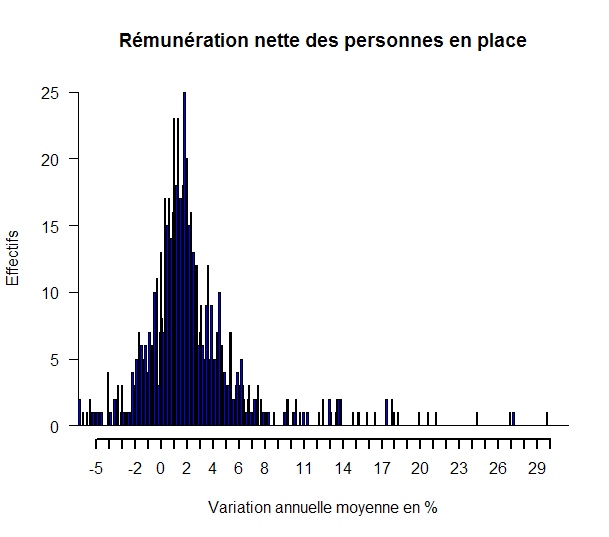 Rémunération nette des personnes en place
25
20
15
10
5
0
Effectifs
-5 -2 0 2 4 6 8 11 14 17 20 23 26 29
Variation annuelle moyenne en %